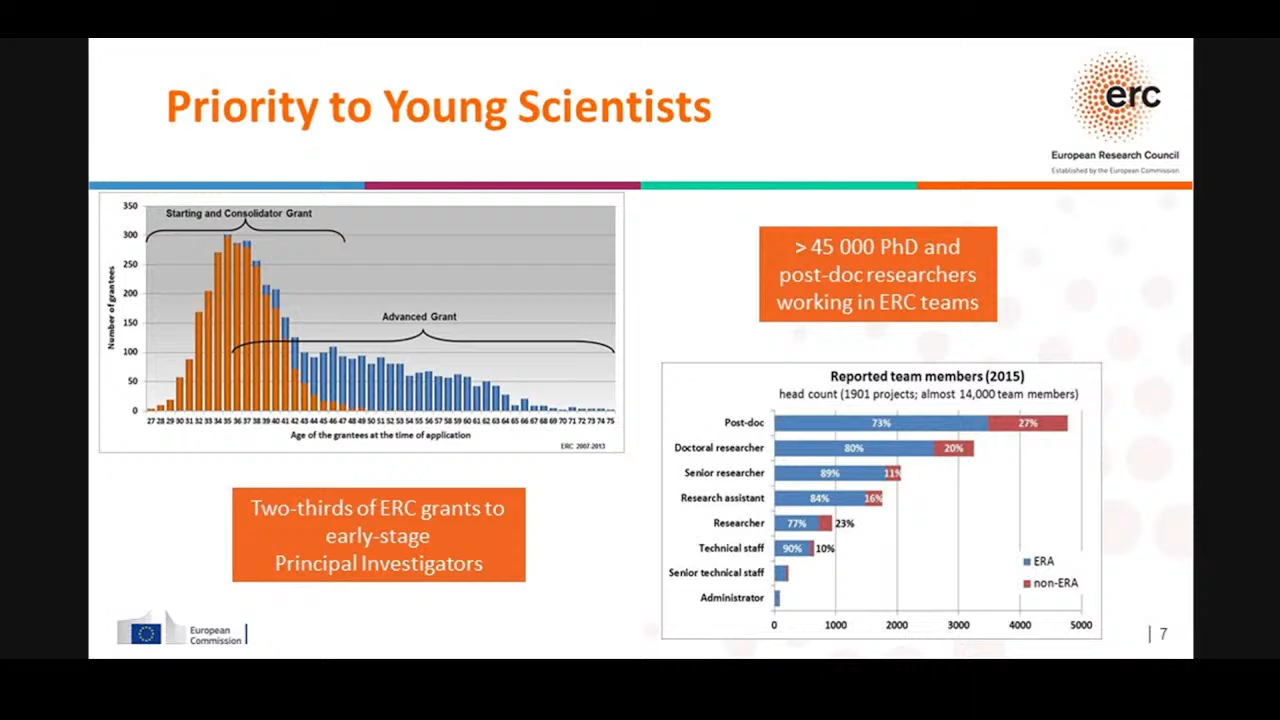 Priority to Young Scientists
erc
European Research Council
Established by the European Commission
350
300
250
200
150
100
50
0
Number of grantees
Starting and Consolidator Grant
Advanced Grant
27 28 29 30 31 32 33 34 35 36 37 38 39 40 41 42 43 44 45 46 47 48 49 50 51 52 53 54 55 56 57 58 59 60 61 62 63 64 65 66 67 68 69 70 71 72 73 74 75
Age of the grantees at the time of application
ERC 2007-2013
> 45 000 PhD and
post-doc researchers
working in ERC teams
Two-thirds of ERC grants to
early-stage
Principal Investigators
Reported team members (2015)
head count (1901 projects; almost 14,000 team members)
Post-doc 73% 27%
Doctoral researcher 80% 20%
Senior researcher 89% 11%
Research assistant 84% 16%
Researcher 77% 23%
Technical staff 90% 10%
Senior technical staff
Administrator
ERA
non-ERA
0 1000 2000 3000 4000 5000
European
Commission
| 7